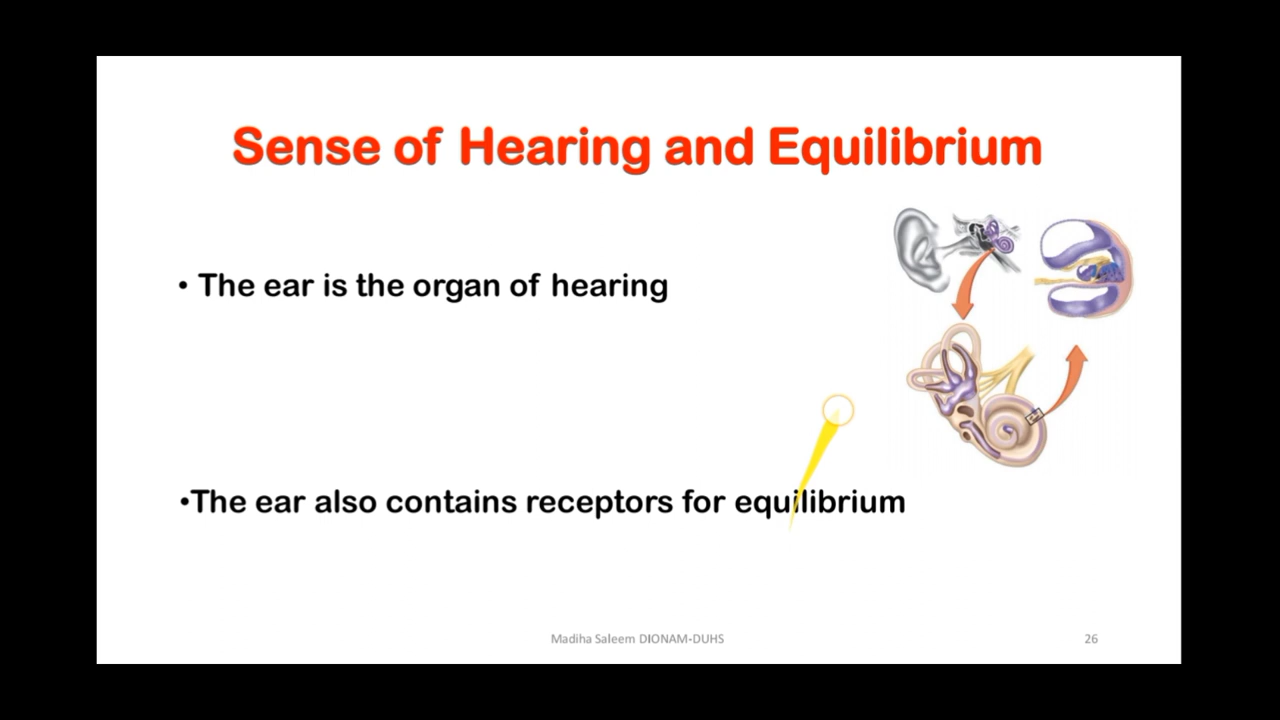 Sense of Hearing and Equilibrium
• The ear is the organ of hearing
•The ear also contains receptors for equilibrium
Madiha Saleem DIONAM-DUHS
26